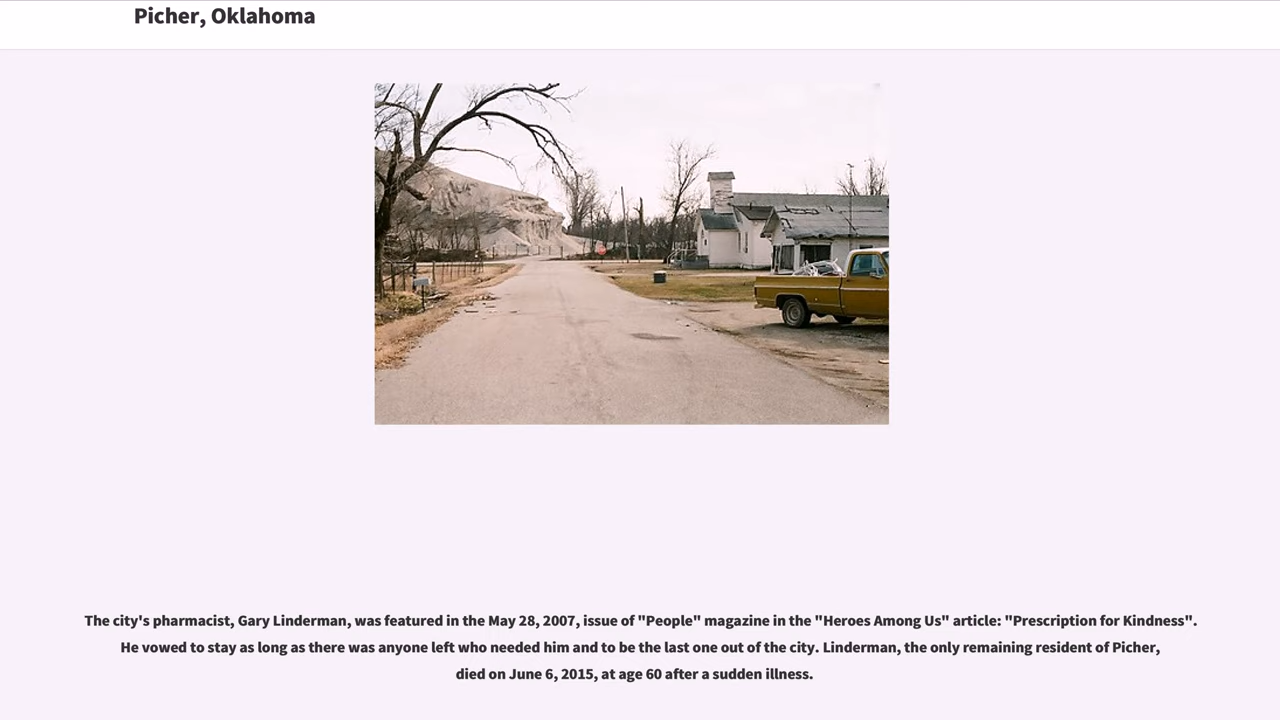 Picher, Oklahoma
The city's pharmacist, Gary Linderman, was featured in the May 28, 2007, issue of "People" magazine in the "Heroes Among Us" article: "Prescription for Kindness".
He vowed to stay as long as there was anyone left who needed him and to be the last one out of the city. Linderman, the only remaining resident of Picher,
died on June 6, 2015, at age 60 after a sudden illness.